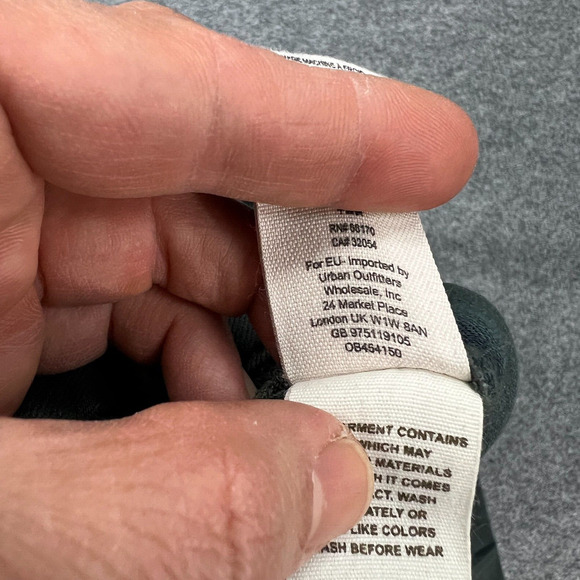 RN# 66170
CA# 32054
For EU- Imported by
Urban Outfitters
Wholesale, Inc
24 Market Place
London UK W1W 8AN
GB 975119105
OB454150
RMENT CONTAINS
WHICH MAY
MATERIALS
H IT COMES
CT. WASH
ATELY OR
LIKE COLORS
ASH BEFORE WEAR